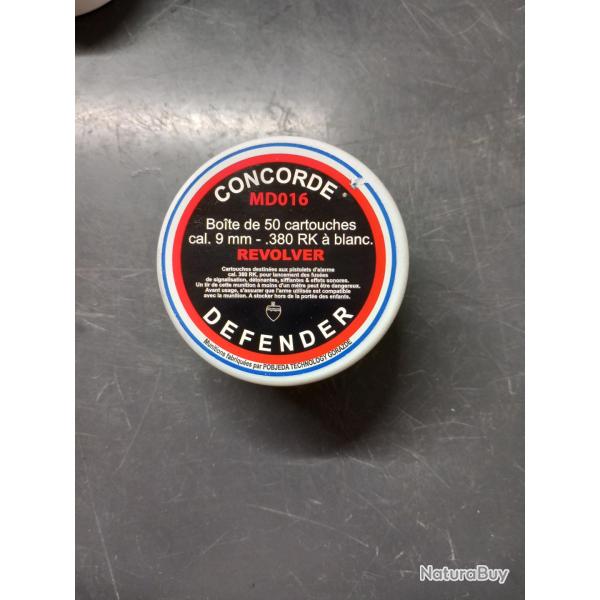 CONCORDE
MD016
Boîte de 50 cartouches
cal. 9 mm - .380 RK à blanc.
REVOLVER
Cartouches destinées aux pistolets d'alarme
cal. 380 RK, pour lancement des fusées
de signalisation, détonantes, sifflantes & effets sonores.
Un tir de cette munition à moins d'un mètre peut être dangereux.
Avant usage, s'assurer que l'arme utilisée est compatible
avec la munition. A stocker hors de la portée des enfants.
DEFENDER
Munitions fabriquées par POBJEDA TECHNOLOGY GORAZDE
NaturaBuy